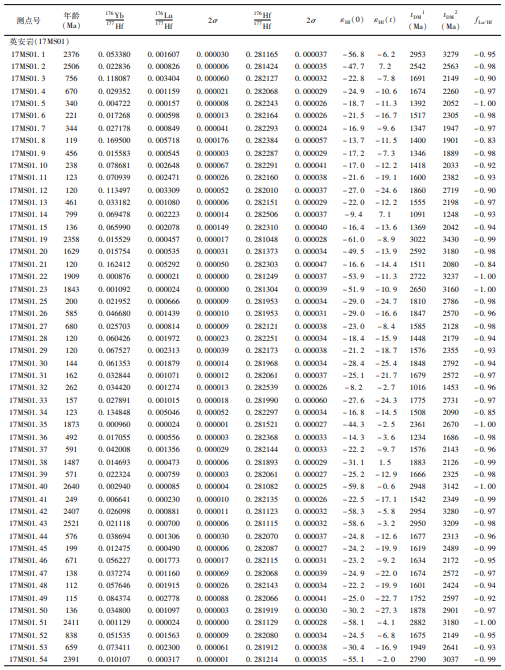 测点号 年龄 (Ma) 176Yb/177Hf 176Lu/177Hf 2σ 176Hf/177Hf 2σ εHf(0) εHf(t) tDM1 (Ma) tDM2 (Ma) fLu/Hf
英安岩(17MS01)
17MS01.1 2376 0.053380 0.001607 0.000030 0.281165 0.000037 −56.8 −6.2 2953 3279 −0.95
17MS01.2 2506 0.022836 0.000826 0.000006 0.281424 0.000035 −47.7 7.2 2542 2563 −0.98
17MS01.3 756 0.118087 0.003404 0.000060 0.282127 0.000032 −22.8 −7.8 1691 2149 −0.90
17MS01.4 670 0.029352 0.001159 0.000021 0.282068 0.000029 −24.9 −10.6 1674 2260 −0.97
17MS01.5 340 0.004722 0.000157 0.000008 0.282243 0.000026 −18.7 −11.3 1392 2052 −1.00
17MS01.6 221 0.017268 0.000598 0.000013 0.282164 0.000026 −21.5 −16.7 1517 2305 −0.98
17MS01.7 344 0.027178 0.000849 0.000041 0.282293 0.000024 −16.9 −9.6 1347 1947 −0.97
17MS01.8 119 0.169500 0.005718 0.000176 0.282384 0.000057 −13.7 −11.5 1400 1901 −0.83
17MS01.9 456 0.015583 0.000545 0.000003 0.282287 0.000029 −17.2 −7.3 1346 1889 −0.98
17MS01.10 238 0.078681 0.002648 0.000067 0.282291 0.000041 −17.0 −12.2 1418 2033 −0.92
17MS01.11 123 0.070939 0.002471 0.000026 0.282160 0.000038 −21.6 −19.1 1600 2382 −0.93
17MS01.12 120 0.113497 0.003309 0.000052 0.282010 0.000038 −27.0 −24.6 1860 2719 −0.90
17MS01.13 461 0.033182 0.001080 0.000006 0.282151 0.000029 −22.0 −12.2 1555 2198 −0.97
17MS01.14 799 0.069478 0.002223 0.000014 0.282506 0.000037 −9.4 7.1 1091 1248 −0.93
17MS01.15 136 0.065990 0.002078 0.000149 0.282310 0.000040 −16.4 −13.6 1369 2042 −0.94
17MS01.19 2358 0.015529 0.000457 0.000017 0.281048 0.000028 −61.0 −8.9 3022 3430 −0.99
17MS01.20 1629 0.015754 0.000535 0.000031 0.281373 0.000034 −49.5 −13.9 2592 3180 −0.98
17MS01.21 120 0.162412 0.005292 0.000050 0.282303 0.000047 −16.6 −14.4 1511 2080 −0.84
17MS01.22 1909 0.000876 0.000021 0.000000 0.281249 0.000037 −53.9 −11.3 2722 3237 −1.00
17MS01.23 1843 0.001092 0.000024 0.000000 0.281304 0.000039 −51.9 −10.9 2650 3160 −1.00
17MS01.25 200 0.021952 0.000666 0.000009 0.281953 0.000034 −29.0 −24.7 1810 2786 −0.98
17MS01.26 585 0.046680 0.001439 0.000010 0.281951 0.000031 −29.0 −16.6 1847 2570 −0.96
17MS01.27 680 0.025703 0.000814 0.000009 0.282121 0.000038 −23.0 −8.4 1585 2128 −0.98
17MS01.28 120 0.060426 0.001972 0.000023 0.282251 0.000034 −18.4 −15.9 1448 2179 −0.94
17MS01.29 120 0.067527 0.002313 0.000039 0.282173 0.000038 −21.2 −18.7 1576 2355 −0.93
17MS01.30 144 0.061353 0.001879 0.000014 0.281968 0.000034 −28.4 −25.4 1848 2792 −0.94
17MS01.31 162 0.032844 0.001071 0.000012 0.282061 0.000037 −25.1 −21.7 1679 2572 −0.97
17MS01.32 262 0.034420 0.001274 0.000013 0.282539 0.000026 −8.2 −2.7 1016 1453 −0.96
17MS01.33 157 0.027891 0.001015 0.000018 0.281990 0.000060 −27.6 −24.3 1775 2731 −0.97
17MS01.34 123 0.134848 0.005046 0.000052 0.282297 0.000034 −16.8 −14.5 1508 2090 −0.85
17MS01.35 1873 0.000960 0.000024 0.000001 0.281521 0.000027 −44.3 −2.5 2361 2670 −1.00
17MS01.36 492 0.017055 0.000556 0.000003 0.282368 0.000033 −14.3 −3.6 1234 1686 −0.98
17MS01.37 591 0.042008 0.001356 0.000029 0.282144 0.000033 −22.2 −9.7 1576 2143 −0.96
17MS01.38 1487 0.014693 0.000473 0.000006 0.281893 0.000029 −31.1 1.5 1883 2126 −0.99
17MS01.39 571 0.022324 0.000759 0.000003 0.282061 0.000027 −25.2 −12.9 1666 2325 −0.98
17MS01.40 2640 0.002940 0.000085 0.000004 0.281082 0.000025 −59.8 −0.6 2948 3142 −1.00
17MS01.41 249 0.006641 0.000230 0.000010 0.282135 0.000025 −22.5 −17.1 1542 2349 −0.99
17MS01.42 2407 0.026098 0.000881 0.000011 0.281123 0.000032 −58.3 −5.8 2954 3280 −0.97
17MS01.43 2521 0.021118 0.000700 0.000006 0.281115 0.000032 −58.6 −3.2 2950 3209 −0.98
17MS01.44 576 0.038694 0.001306 0.000030 0.282070 0.000037 −24.8 −12.6 1677 2313 −0.96
17MS01.45 199 0.012475 0.000490 0.000006 0.282087 0.000027 −24.2 −19.9 1619 2489 −0.99
17MS01.46 671 0.056227 0.001773 0.000017 0.282115 0.000031 −23.2 −9.2 1634 2172 −0.95
17MS01.47 138 0.037274 0.001160 0.000069 0.282068 0.000039 −24.9 −22.0 1674 2572 −0.97
17MS01.48 112 0.057646 0.001915 0.000026 0.282143 0.000034 −22.2 −19.9 1601 2424 −0.94
17MS01.49 115 0.084374 0.002778 0.000088 0.282066 0.000041 −25.0 −22.7 1752 2597 −0.92
17MS01.50 136 0.034800 0.001097 0.000003 0.281919 0.000030 −30.2 −27.3 1878 2901 −0.97
17MS01.51 2411 0.001129 0.000024 0.000000 0.281129 0.000028 −58.1 −4.1 2882 3180 −1.00
17MS01.52 838 0.051535 0.001563 0.000009 0.282080 0.000034 −24.5 −6.8 1675 2149 −0.95
17MS01.53 659 0.073411 0.002300 0.000061 0.281912 0.000038 −30.4 −16.9 1949 2641 −0.93
17MS01.54 2391 0.010107 0.000317 0.000001 0.281214 0.000035 −55.1 −2.0 2790 3037 −0.99